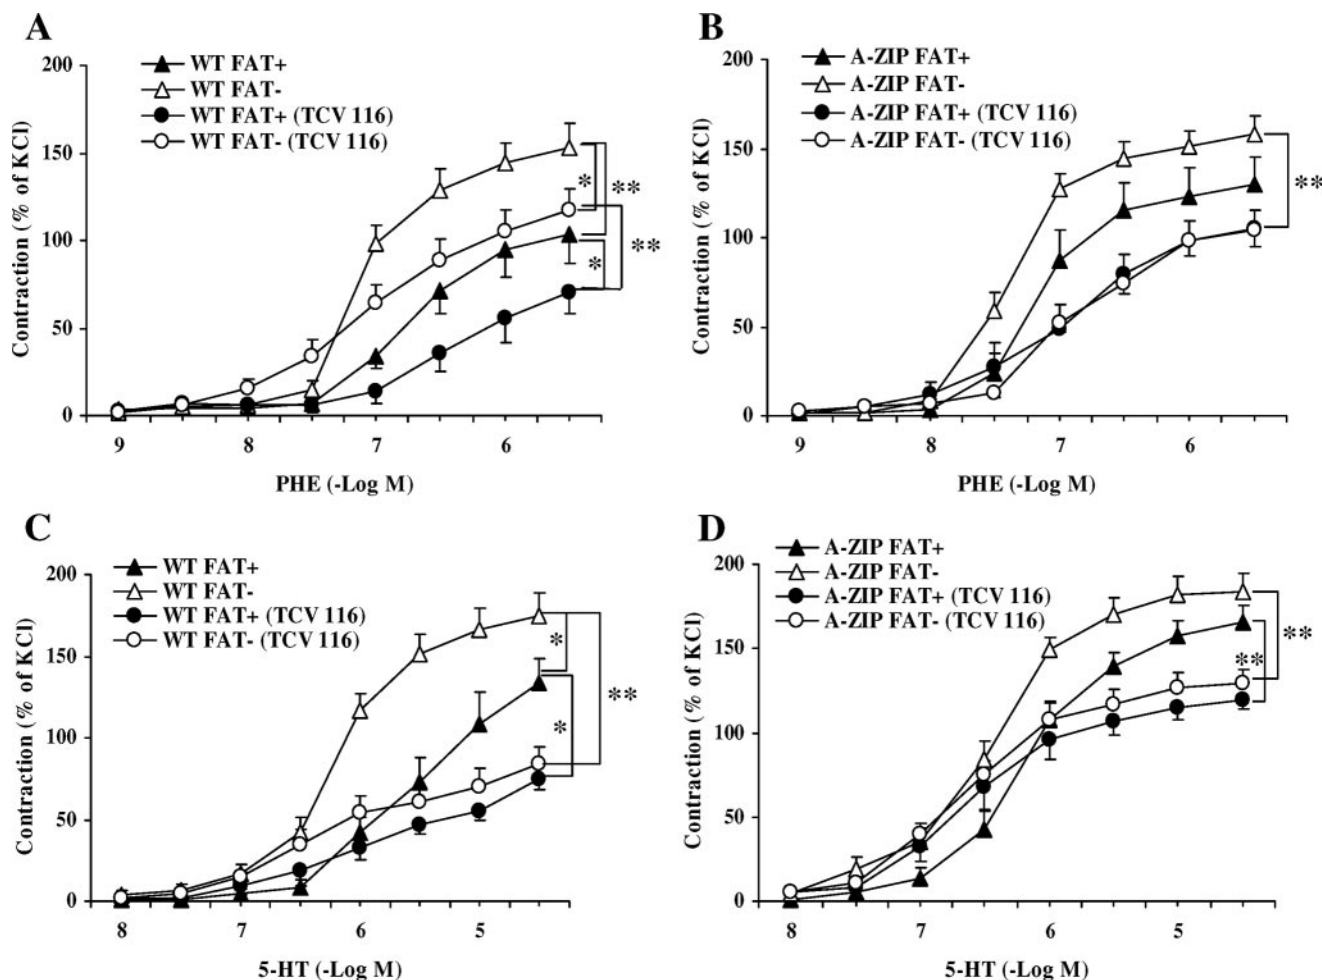 A
WT FAT+
WT FAT-
WT FAT+ (TCV 116)
WT FAT- (TCV 116)
200
150
100
50
0
Contraction (% of KCl)
9 8 7 6
PHE (-Log M)
*
**
**
*
B
A-ZIP FAT+
A-ZIP FAT-
A-ZIP FAT+ (TCV 116)
A-ZIP FAT- (TCV 116)
200
150
100
50
0
Contraction (% of KCl)
9 8 7 6
PHE (-Log M)
**
C
WT FAT+
WT FAT-
WT FAT+ (TCV 116)
WT FAT- (TCV 116)
200
150
100
50
0
Contraction (% of KCl)
8 7 6 5
5-HT (-Log M)
*
**
*
D
A-ZIP FAT+
A-ZIP FAT-
A-ZIP FAT+ (TCV 116)
A-ZIP FAT- (TCV 116)
200
150
100
50
0
Contraction (% of KCl)
8 7 6 5
5-HT (-Log M)
**
**